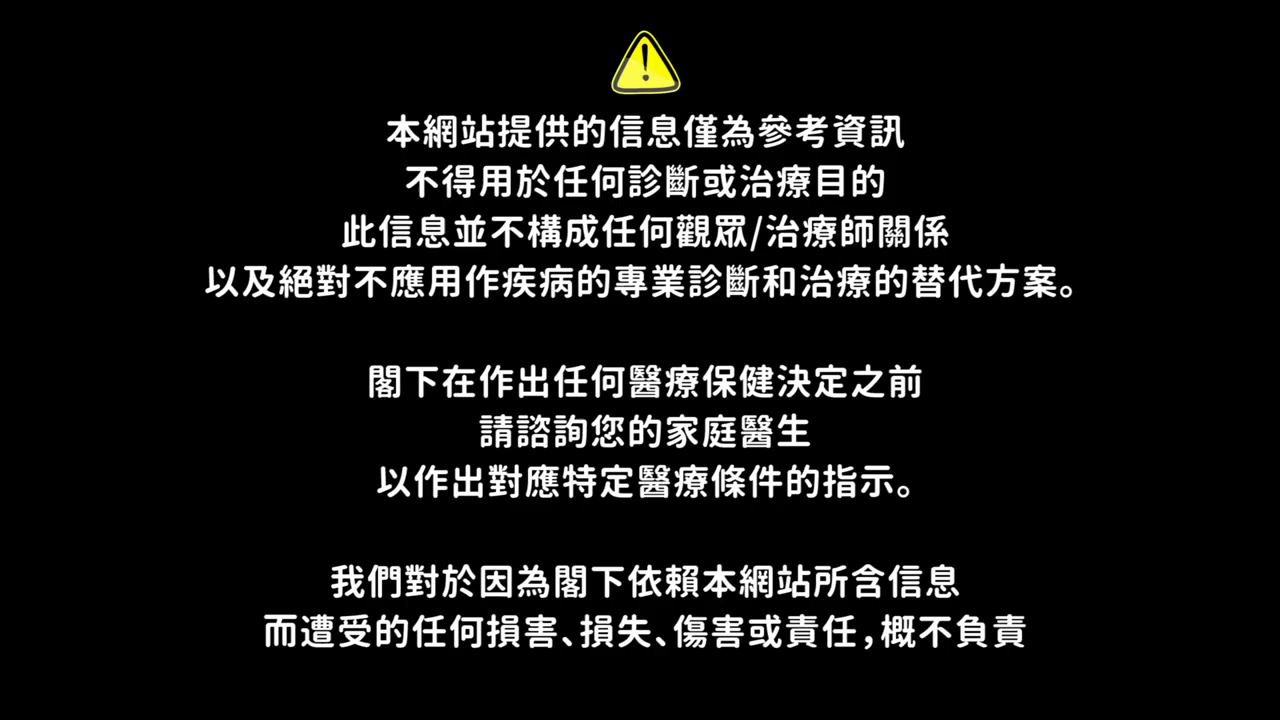 本網站提供的信息僅為參考資訊
不得用於任何診斷或治療目的
此信息並不構成任何觀眾/治療師關係
以及絕對不應用作疾病的專業診斷和治療的替代方案。
閣下在作出任何醫療保健決定之前
請諮詢您的家庭醫生
以作出對應特定醫療條件的指示。
我們對於因為閣下依賴本網站所含信息
而遭受的任何損害、損失、傷害或責任,概不負責